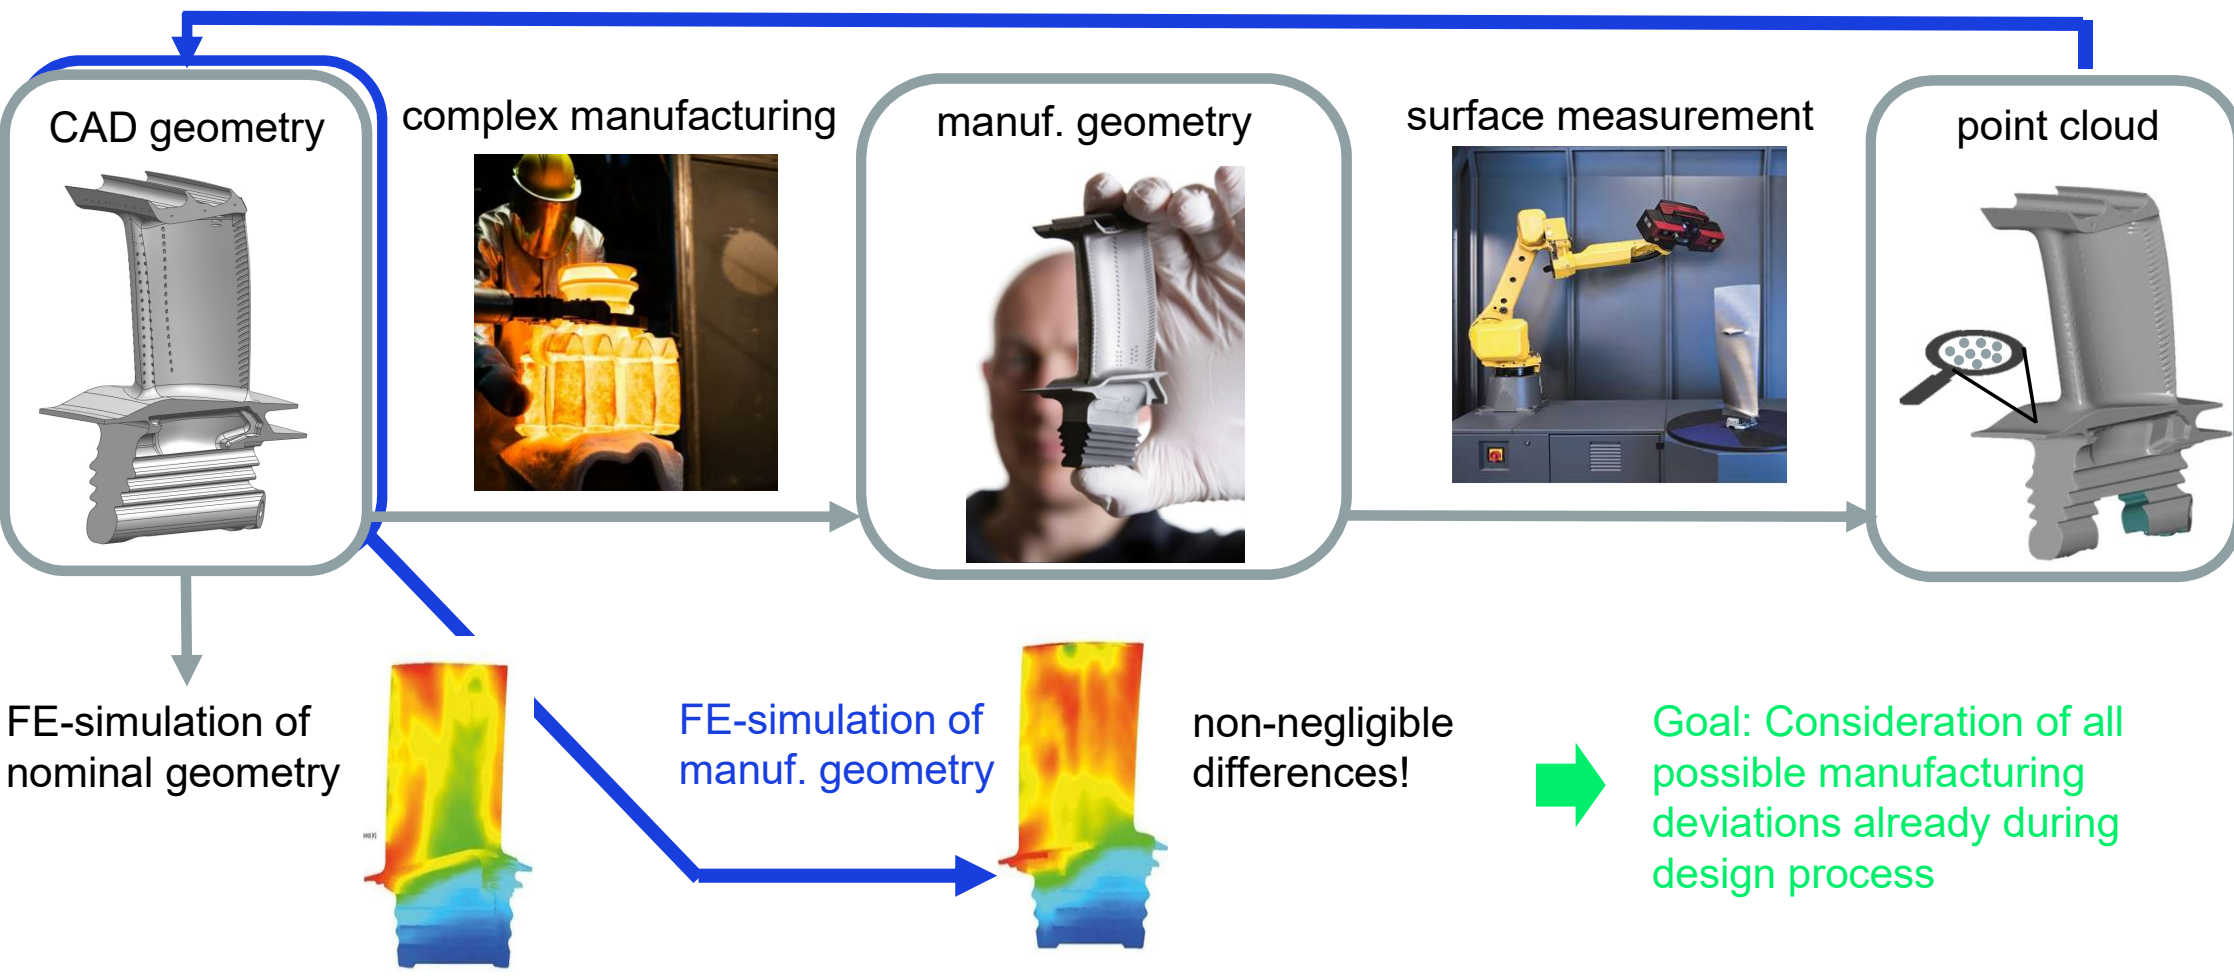 CAD geometry
complex manufacturing
manuf. geometry
surface measurement
point cloud
FE-simulation of
nominal geometry
FE-simulation of
manuf. geometry
non-negligible
differences!
Goal: Consideration of all
possible manufacturing
deviations already during
design process